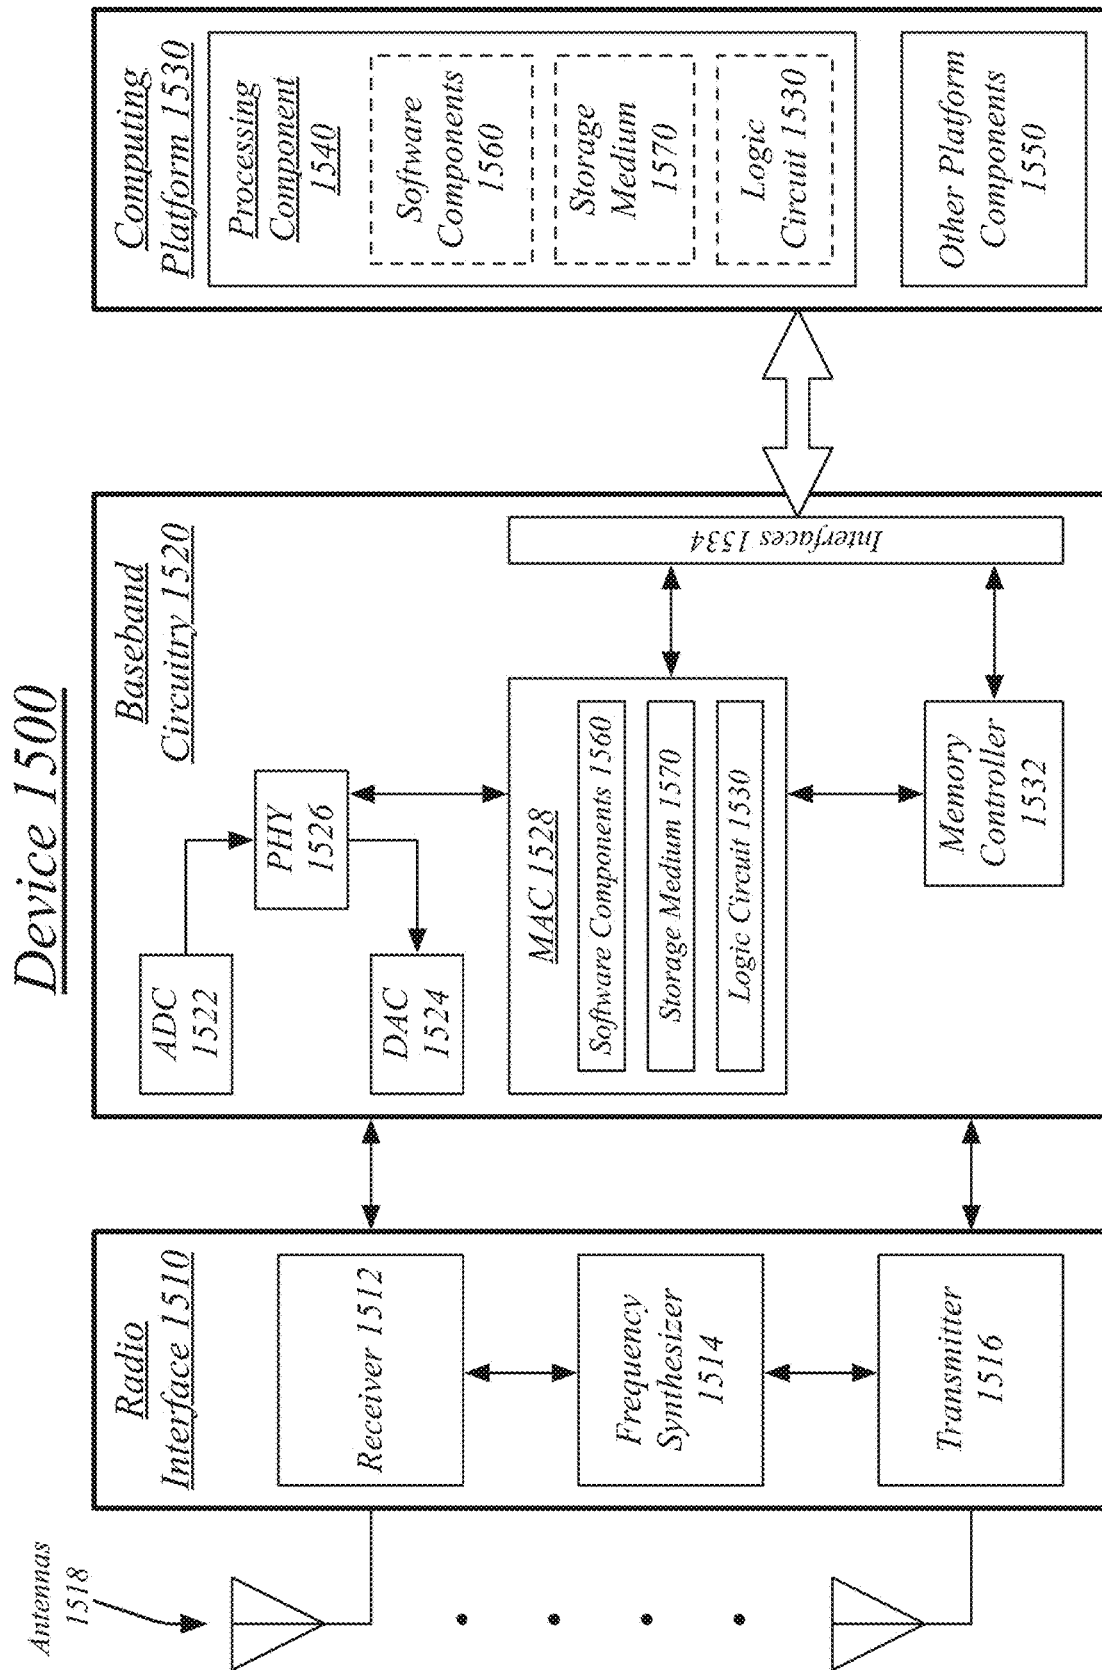 Device 1500
Antennas
1518
Radio
Interface 1510
Receiver 1512
Frequency
Synthesizer
1514
Transmitter
1516
Baseband
Circuitry 1520
ADC
1522
PHY
1526
DAC
1524
MAC 1528
Software Components 1560
Storage Medium 1570
Logic Circuit 1530
Memory
Controller
1532
Interfaces 1534
Computing
Platform 1530
Processing
Component
1540
Software
Components
1560
Storage
Medium
1570
Logic
Circuit 1530
Other Platform
Components
1550